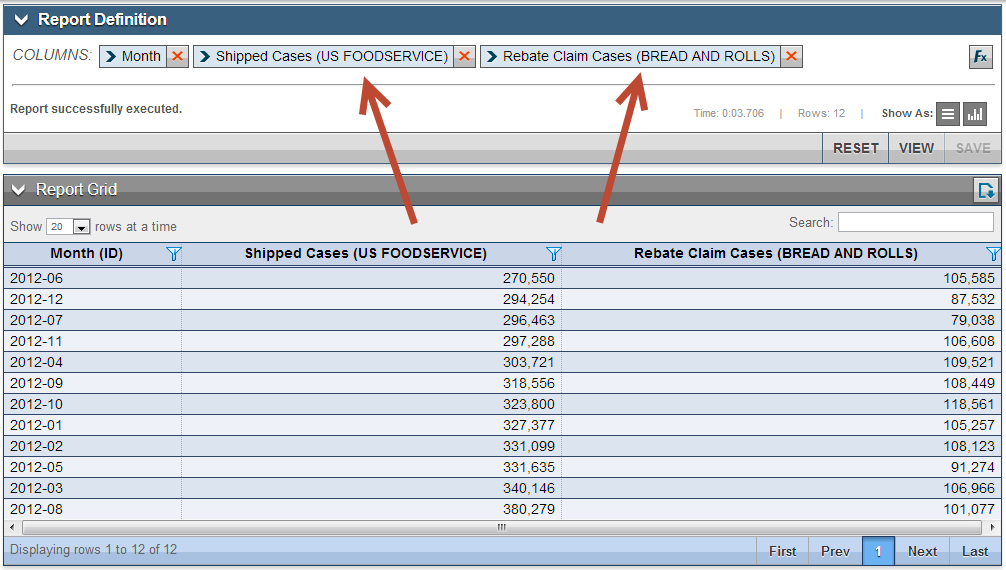 Report Definition
COLUMNS: Month Shipped Cases (US FOODSERVICE) Rebate Claim Cases (BREAD AND ROLLS) Fx
Report successfully executed. Time: 0:03.706 | Rows: 12 | Show As:
RESET VIEW SAVE
Report Grid
Show 20 rows at a time Search:
Month (ID) Shipped Cases (US FOODSERVICE) Rebate Claim Cases (BREAD AND ROLLS)
2012-06 270,550 105,585
2012-12 294,254 87,532
2012-07 296,463 79,038
2012-11 297,288 106,608
2012-04 303,721 109,521
2012-09 318,556 108,449
2012-10 323,800 118,561
2012-01 327,377 105,257
2012-02 331,099 108,123
2012-05 331,635 91,274
2012-03 340,146 106,966
2012-08 380,279 101,077
Displaying rows 1 to 12 of 12 First Prev 1 Next Last